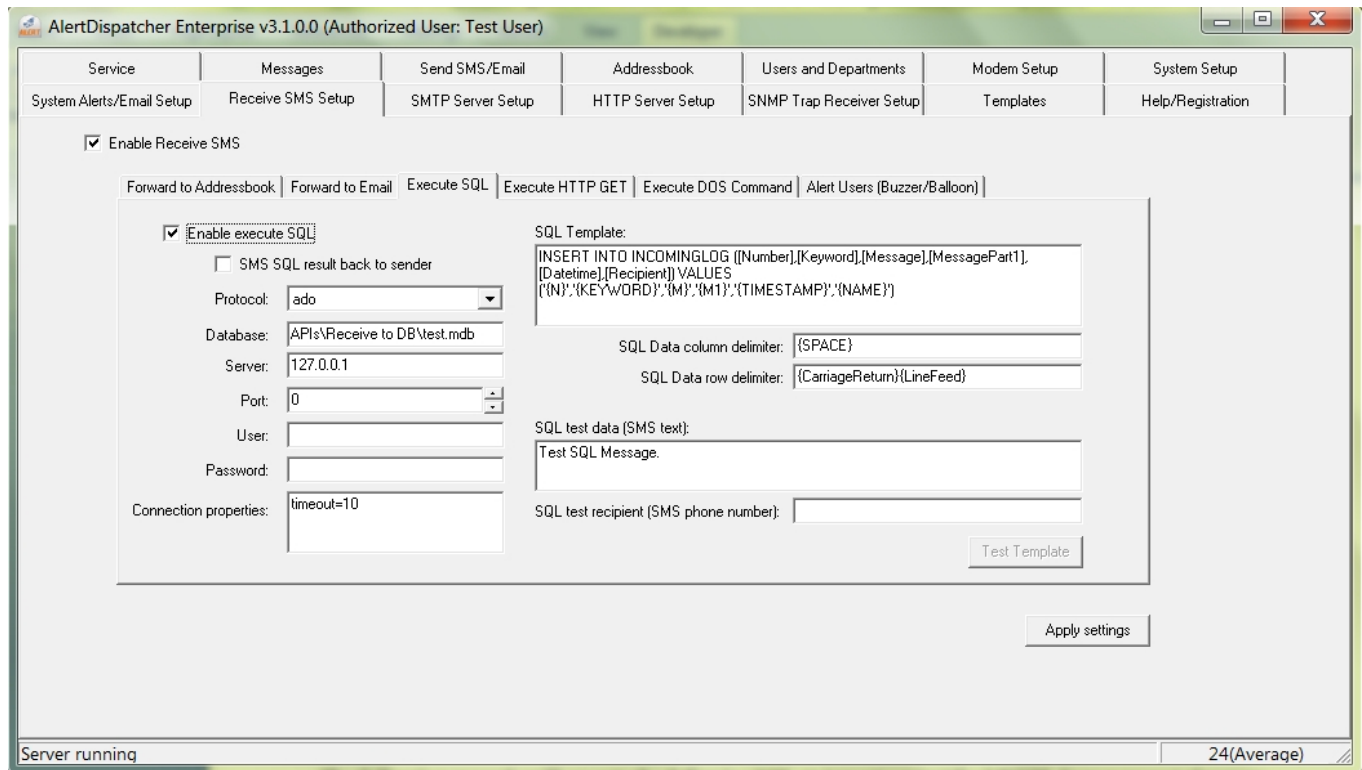 AlertDispatcher Enterprise v3.1.0.0 (Authorized User: Test User)
Service Messages Send SMS/Email Addressbook Users and Departments Modem Setup System Setup
System Alerts/Email Setup Receive SMS Setup SMTP Server Setup HTTP Server Setup SNMP Trap Receiver Setup Templates Help/Registration
Enable Receive SMS
Forward to Addressbook Forward to Email Execute SQL Execute HTTP GET Execute DOS Command Alert Users (Buzzer/Balloon)
Enable execute SQL
SMS SQL result back to sender
Protocol: ado
Database: APIs\Receive to DB\test.mdb
Server: 127.0.0.1
Port: 0
User:
Password:
Connection properties: timeout=10
SQL Template:
INSERT INTO INCOMINGLOG ([Number],[Keyword],[Message],[MessagePart1],
[Datetime],[Recipient]) VALUES
('{N}','{KEYWORD}','{M}','{M1}','{TIMESTAMP}','{NAME}')
SQL Data column delimiter: {SPACE}
SQL Data row delimiter: {CarriageReturn}{LineFeed}
SQL test data (SMS text):
Test SQL Message.
SQL test recipient (SMS phone number):
Test Template
Apply settings
Server running 24(Average)